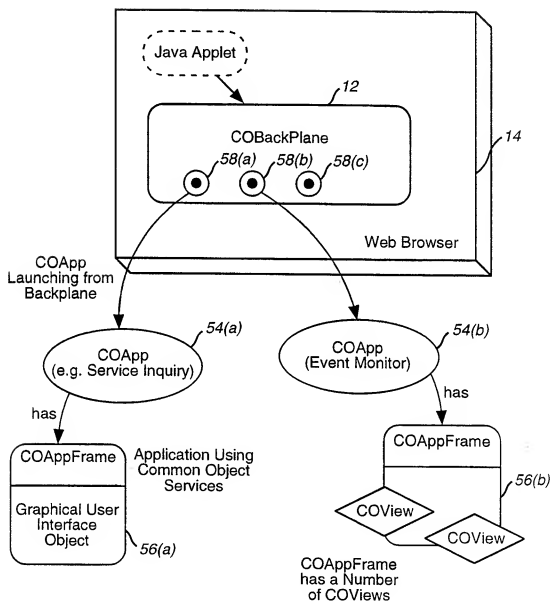 Java Applet
12
COBackPlane
58(a)
58(b)
58(c)
14
Web Browser
COApp
Launching from
Backplane
54(a)
COApp
(e.g. Service Inquiry)
54(b)
COApp
(Event Monitor)
has
has
COAppFrame
Graphical User
Interface
Object
56(a)
Application Using
Common Object
Services
COAppFrame
56(b)
COView
COView
COAppFrame
has a Number
of COViews